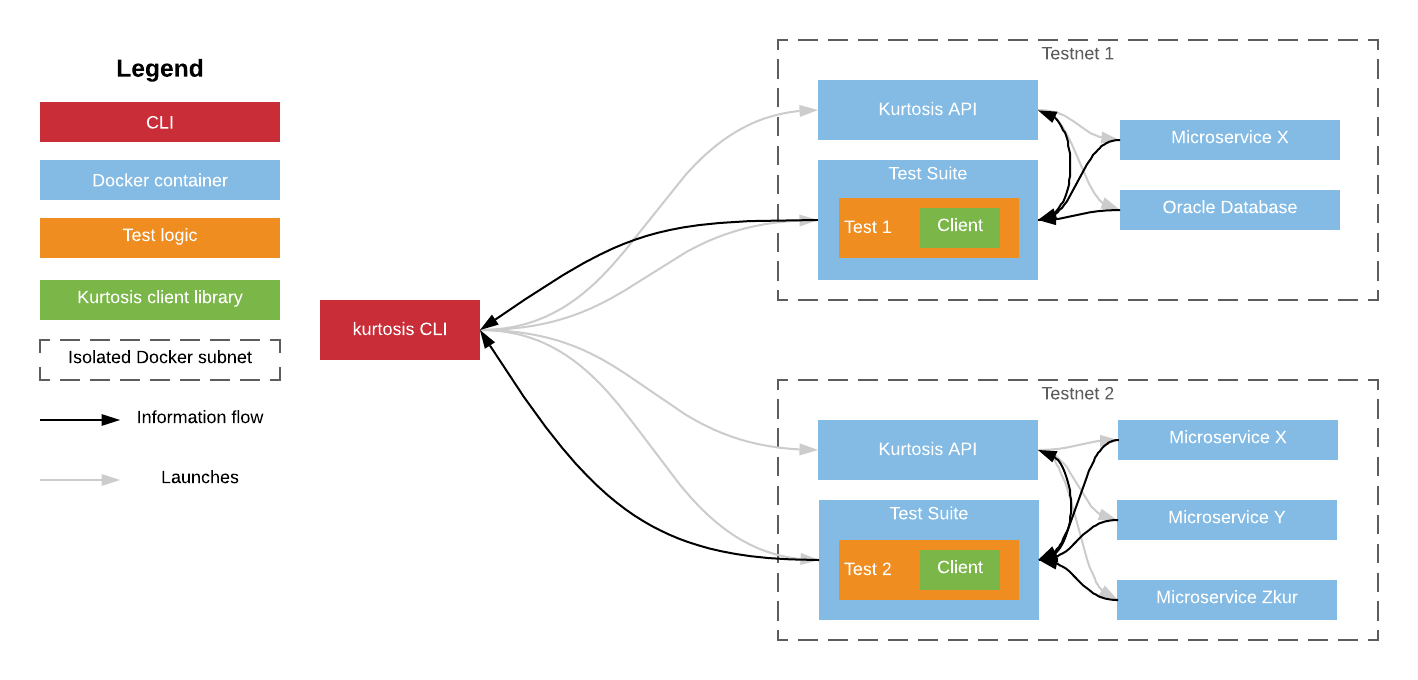 Legend
CLI
Docker container
Test logic
Kurtosis client library
Isolated Docker subnet
Information flow
Launches
kurtosis CLI
Testnet 1
Kurtosis API
Test Suite
Test 1
Client
Microservice X
Oracle Database
Testnet 2
Kurtosis API
Test Suite
Test 2
Client
Microservice X
Microservice Y
Microservice Zkur